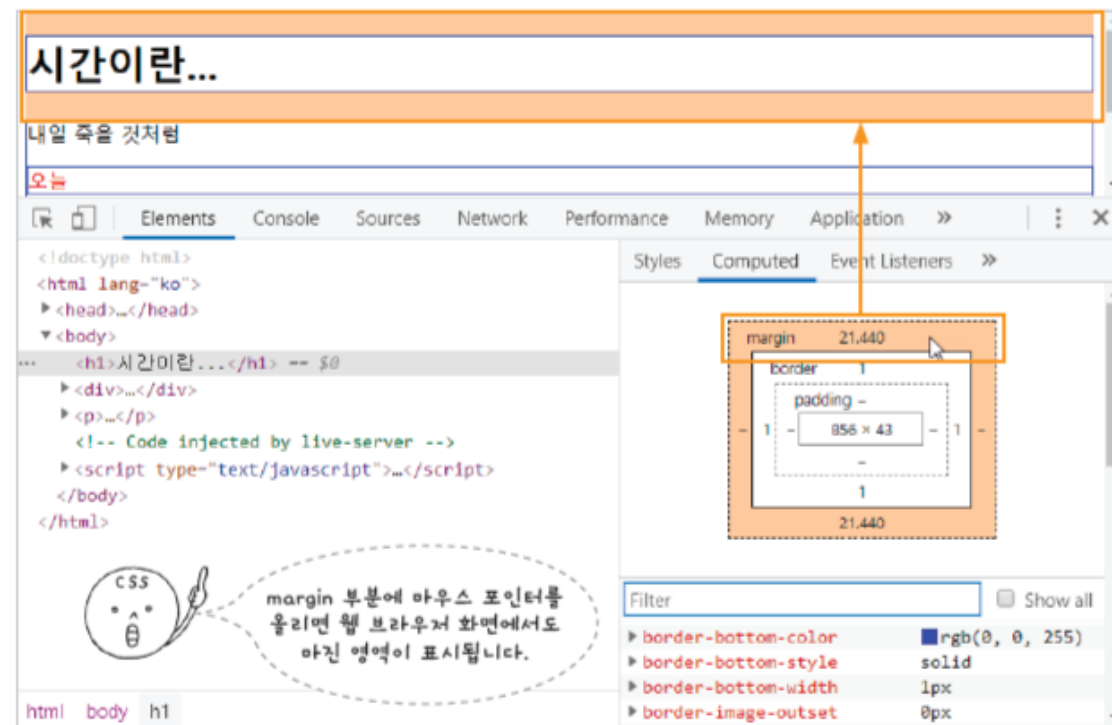 시간이란...
내일 죽을 것처럼
오늘
Elements Console Sources Network Performance Memory Application »
Styles Computed Event Listeners »
<!doctype html>
<html lang="ko">
▶<head>…</head>
▼<body>
··· <h1>시간이란...</h1> == $0
▶<div>…</div>
▶<p>…</p>
<!-- Code injected by live-server -->
▶<script type="text/javascript">…</script>
</body>
</html>
margin 21.440
border 1
padding –
– 1 – 856 × 43 – 1 –
–
1
21.440
CSS
margin 부분에 마우스 포인터를
올리면 웹 브라우저 화면에서도
마진 영역이 표시됩니다.
Filter Show all
▶ border-bottom-color rgb(0, 0, 255)
▶ border-bottom-style solid
▶ border-bottom-width 1px
▶ border-image-outset 0px
html body h1